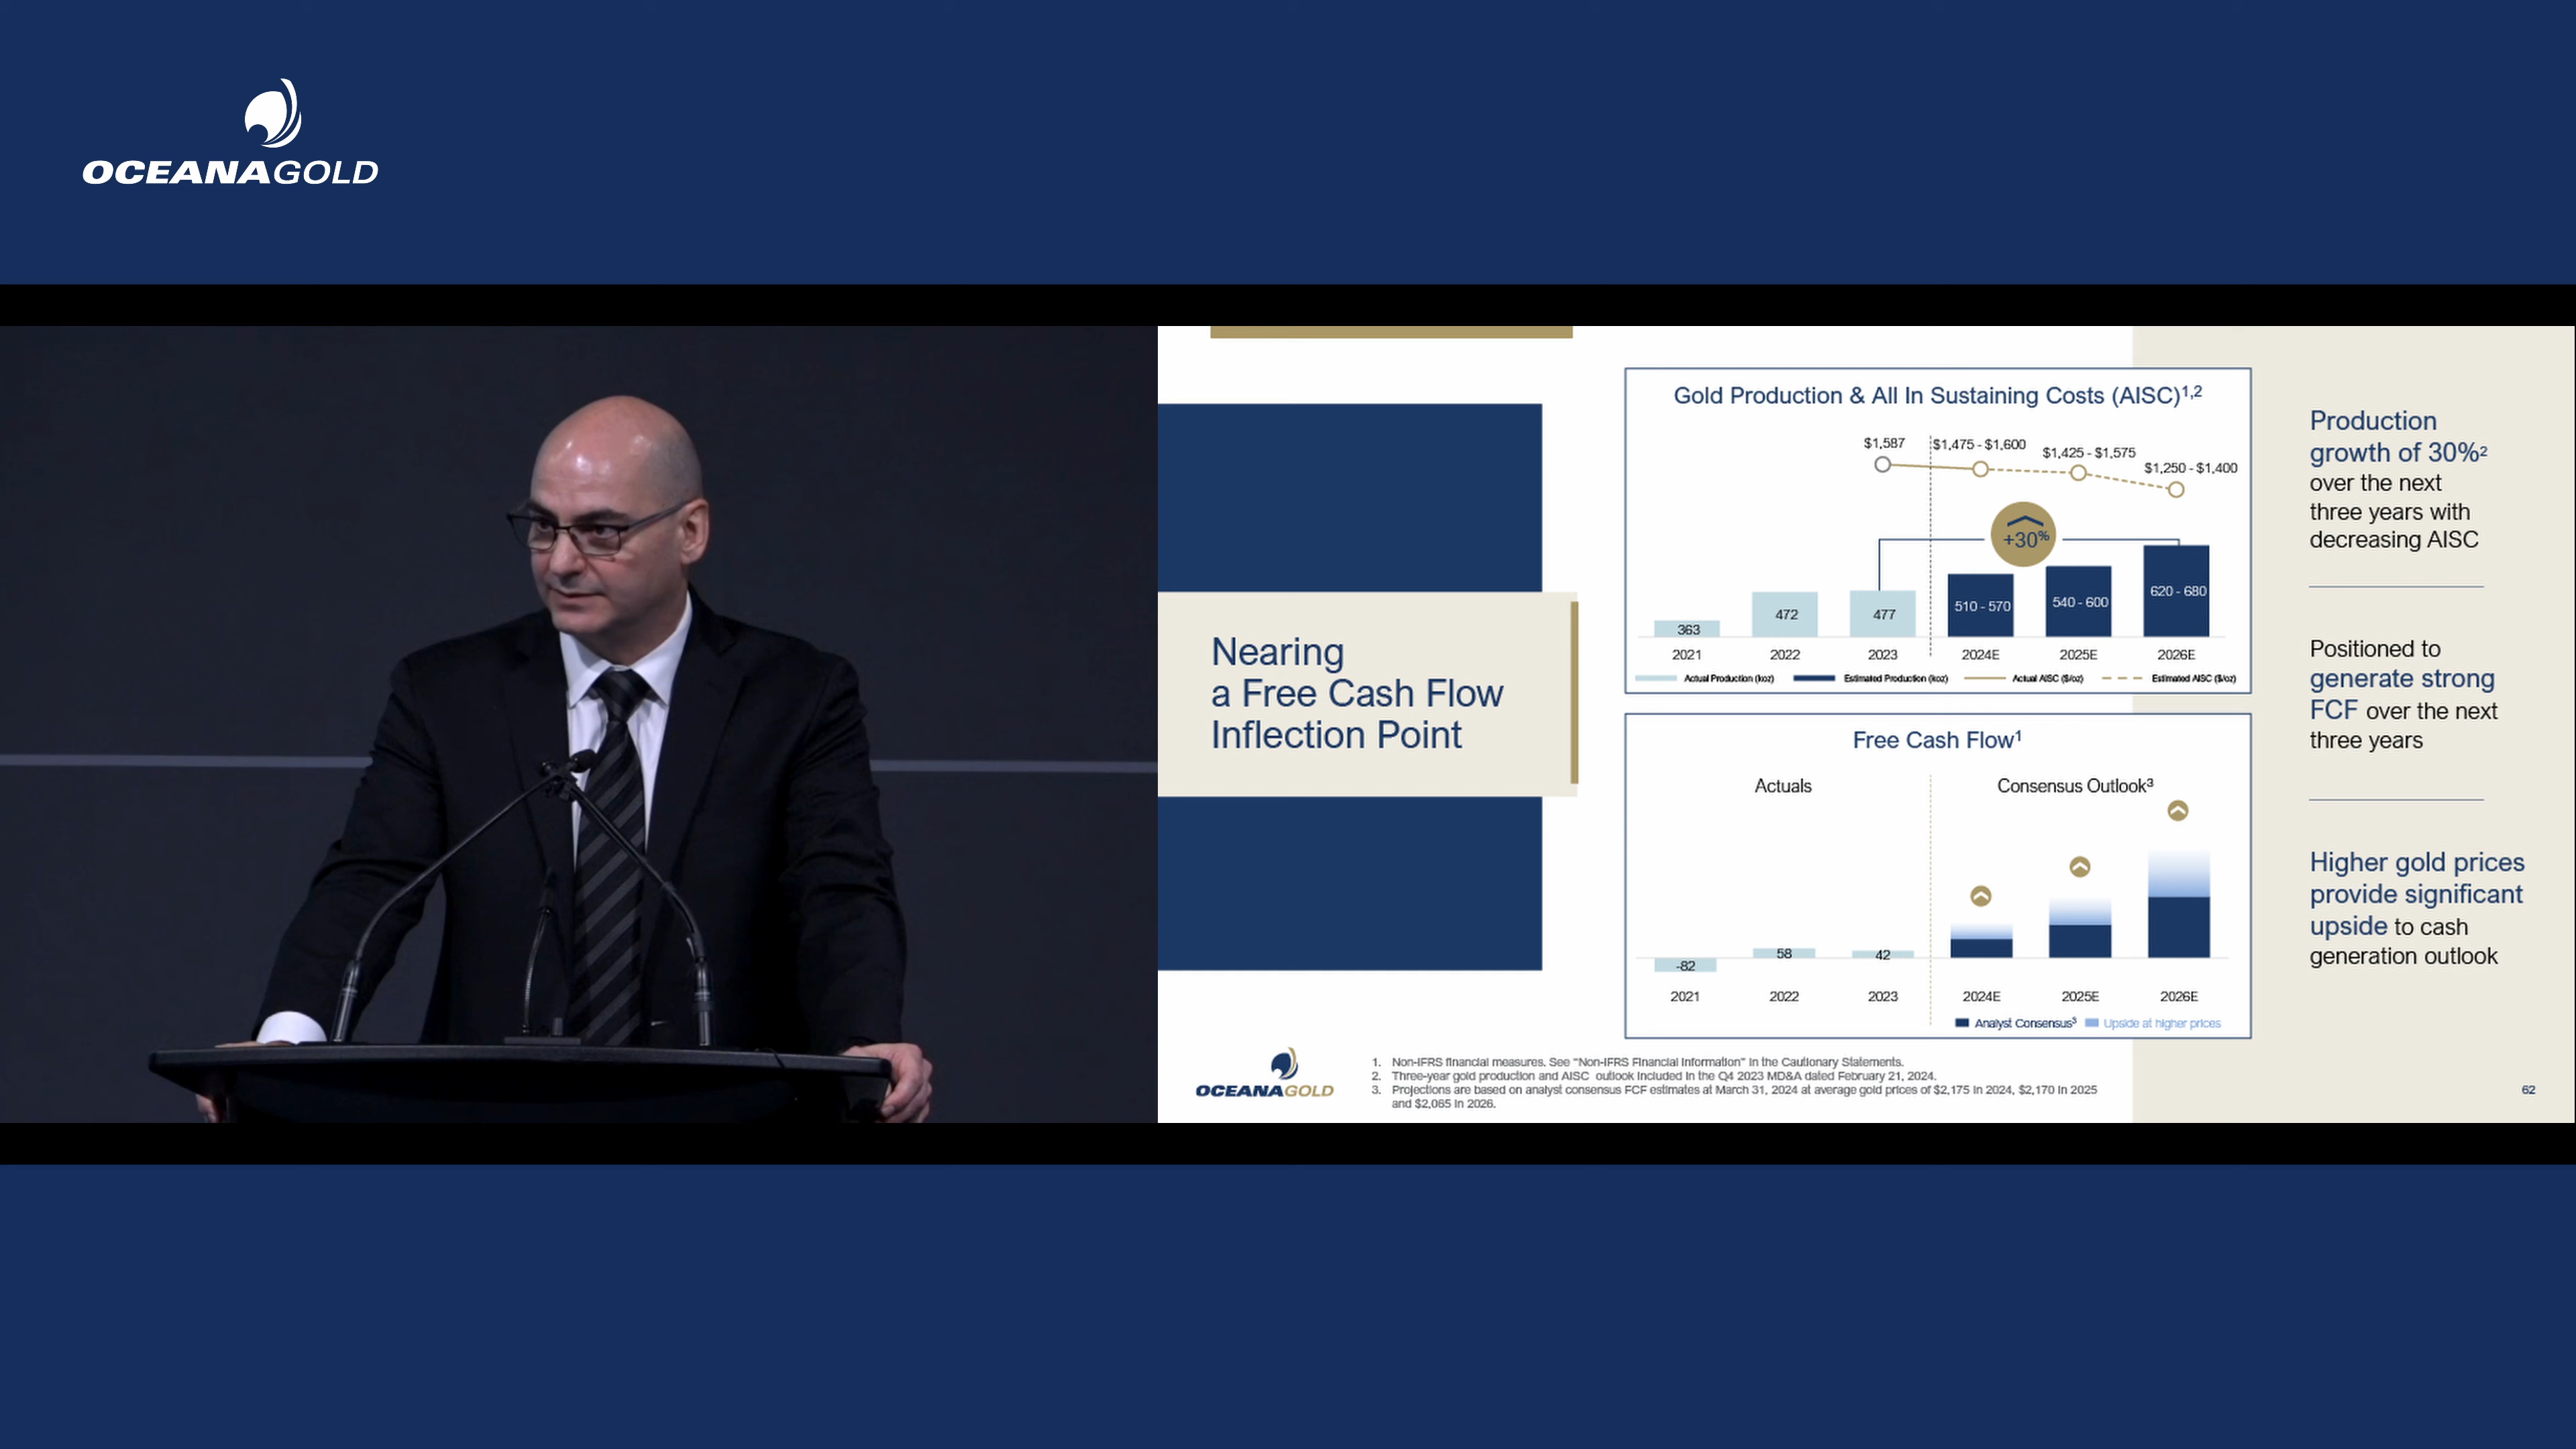 OCEANAGOLD
Nearing
a Free Cash Flow
Inflection Point
Gold Production & All In Sustaining Costs (AISC)1,2
$1,587
$1,475 - $1,600
$1,425 - $1,575
$1,250 - $1,400
+30%
363
472
477
510 - 570
540 - 600
620 - 680
2021
2022
2023
2024E
2025E
2026E
Actual Production (koz)
Estimated Production (koz)
Actual AISC ($/oz)
Estimated AISC ($/oz)
Free Cash Flow1
Actuals
Consensus Outlook3
-82
58
42
2021
2022
2023
2024E
2025E
2026E
Analyst Consensus3
Upside at higher prices
Production
growth of 30%2
over the next
three years with
decreasing AISC
Positioned to
generate strong
FCF over the next
three years
Higher gold prices
provide significant
upside to cash
generation outlook
OCEANAGOLD
1. Non-IFRS financial measures. See "Non-IFRS Financial Information" in the Cautionary Statements.
2. Three-year gold production and AISC outlook included in the Q4 2023 MD&A dated February 21, 2024.
3. Projections are based on analyst consensus FCF estimates at March 31, 2024 at average gold prices of $2,175 in 2024, $2,170 in 2025
and $2,065 in 2026.
62